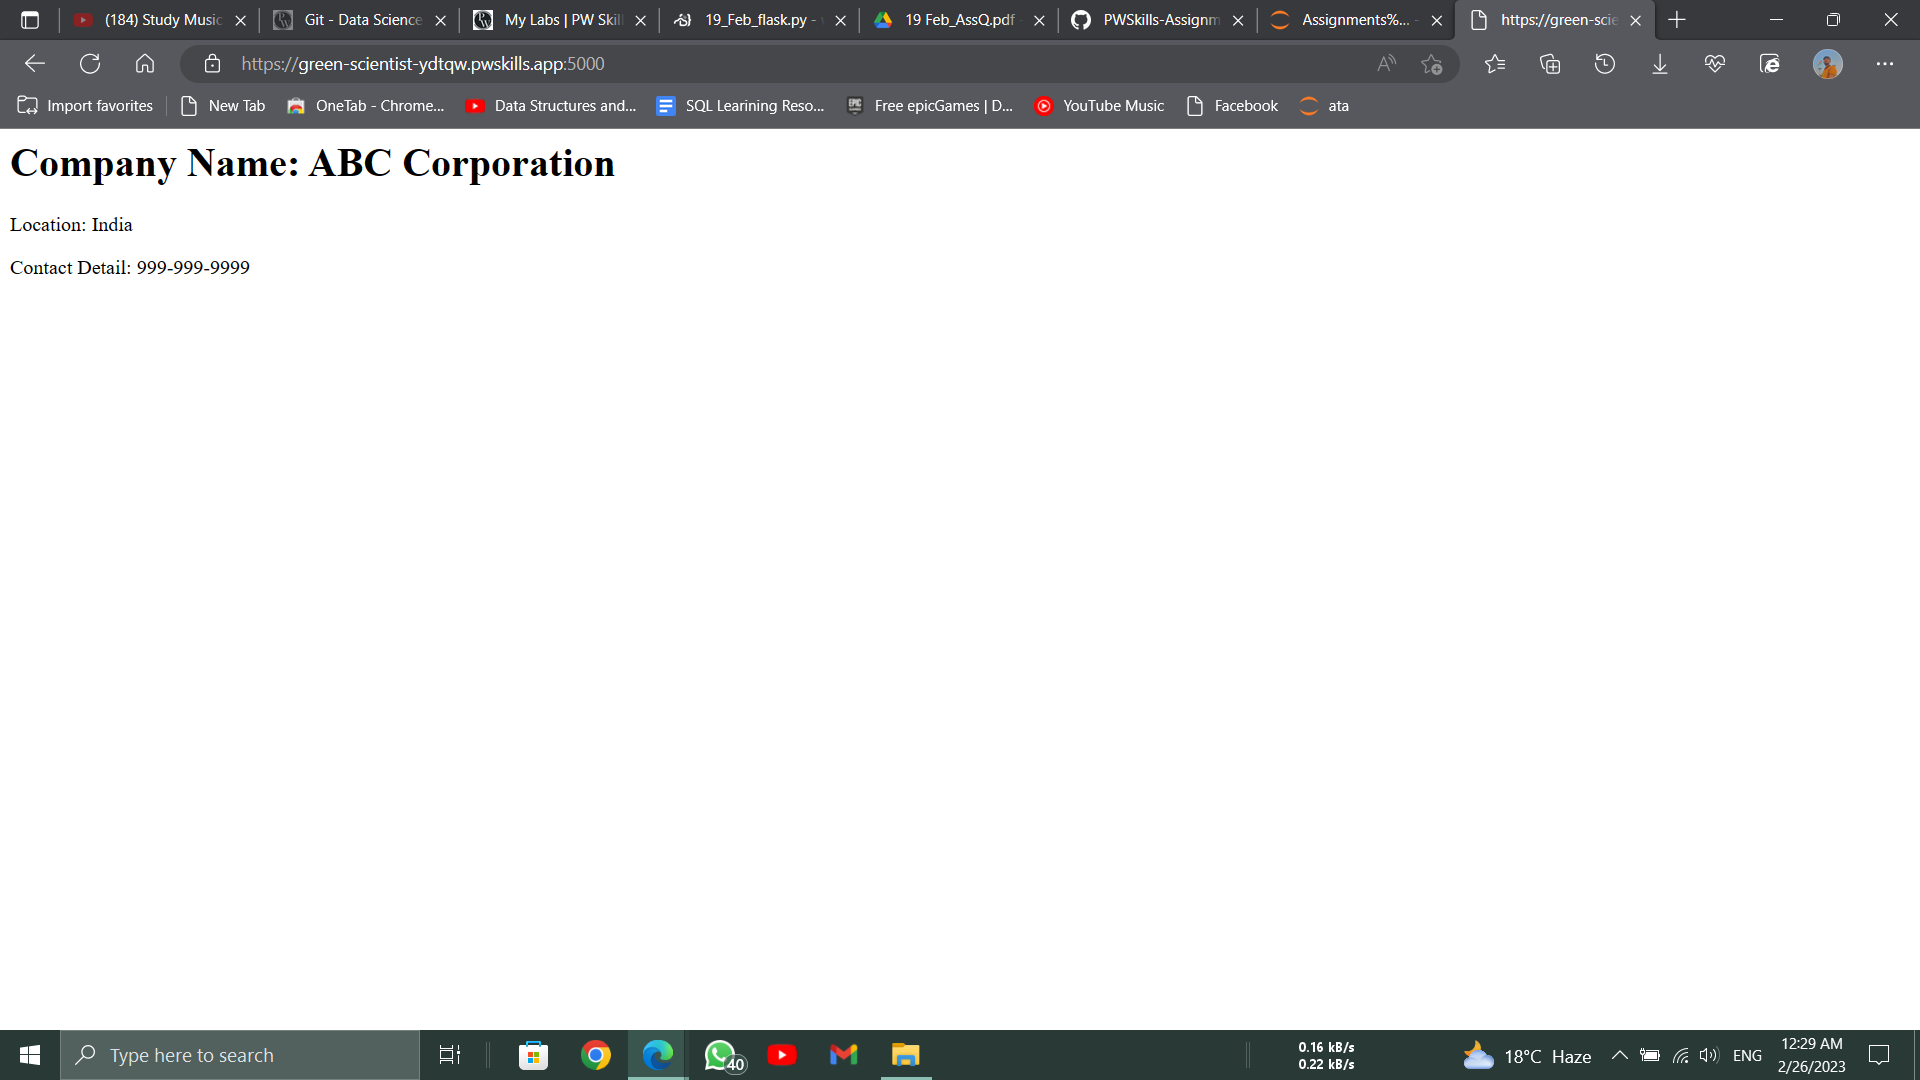 (184) Study Music
Git - Data Science
My Labs | PW Skill
19_Feb_flask.py -
19 Feb_AssQ.pdf
PWSkills-Assignm
Assignments%... -
https://green-scie
https://green-scientist-ydtqw.pwskills.app:5000
Import favorites
New Tab
OneTab - Chrome...
Data Structures and...
SQL Learining Reso...
Free epicGames | D...
YouTube Music
Facebook
ata
Company Name: ABC Corporation
Location: India
Contact Detail: 999-999-9999
Type here to search
40
0.16 kB/s
0.22 kB/s
18°C Haze
ENG
12:29 AM
2/26/2023